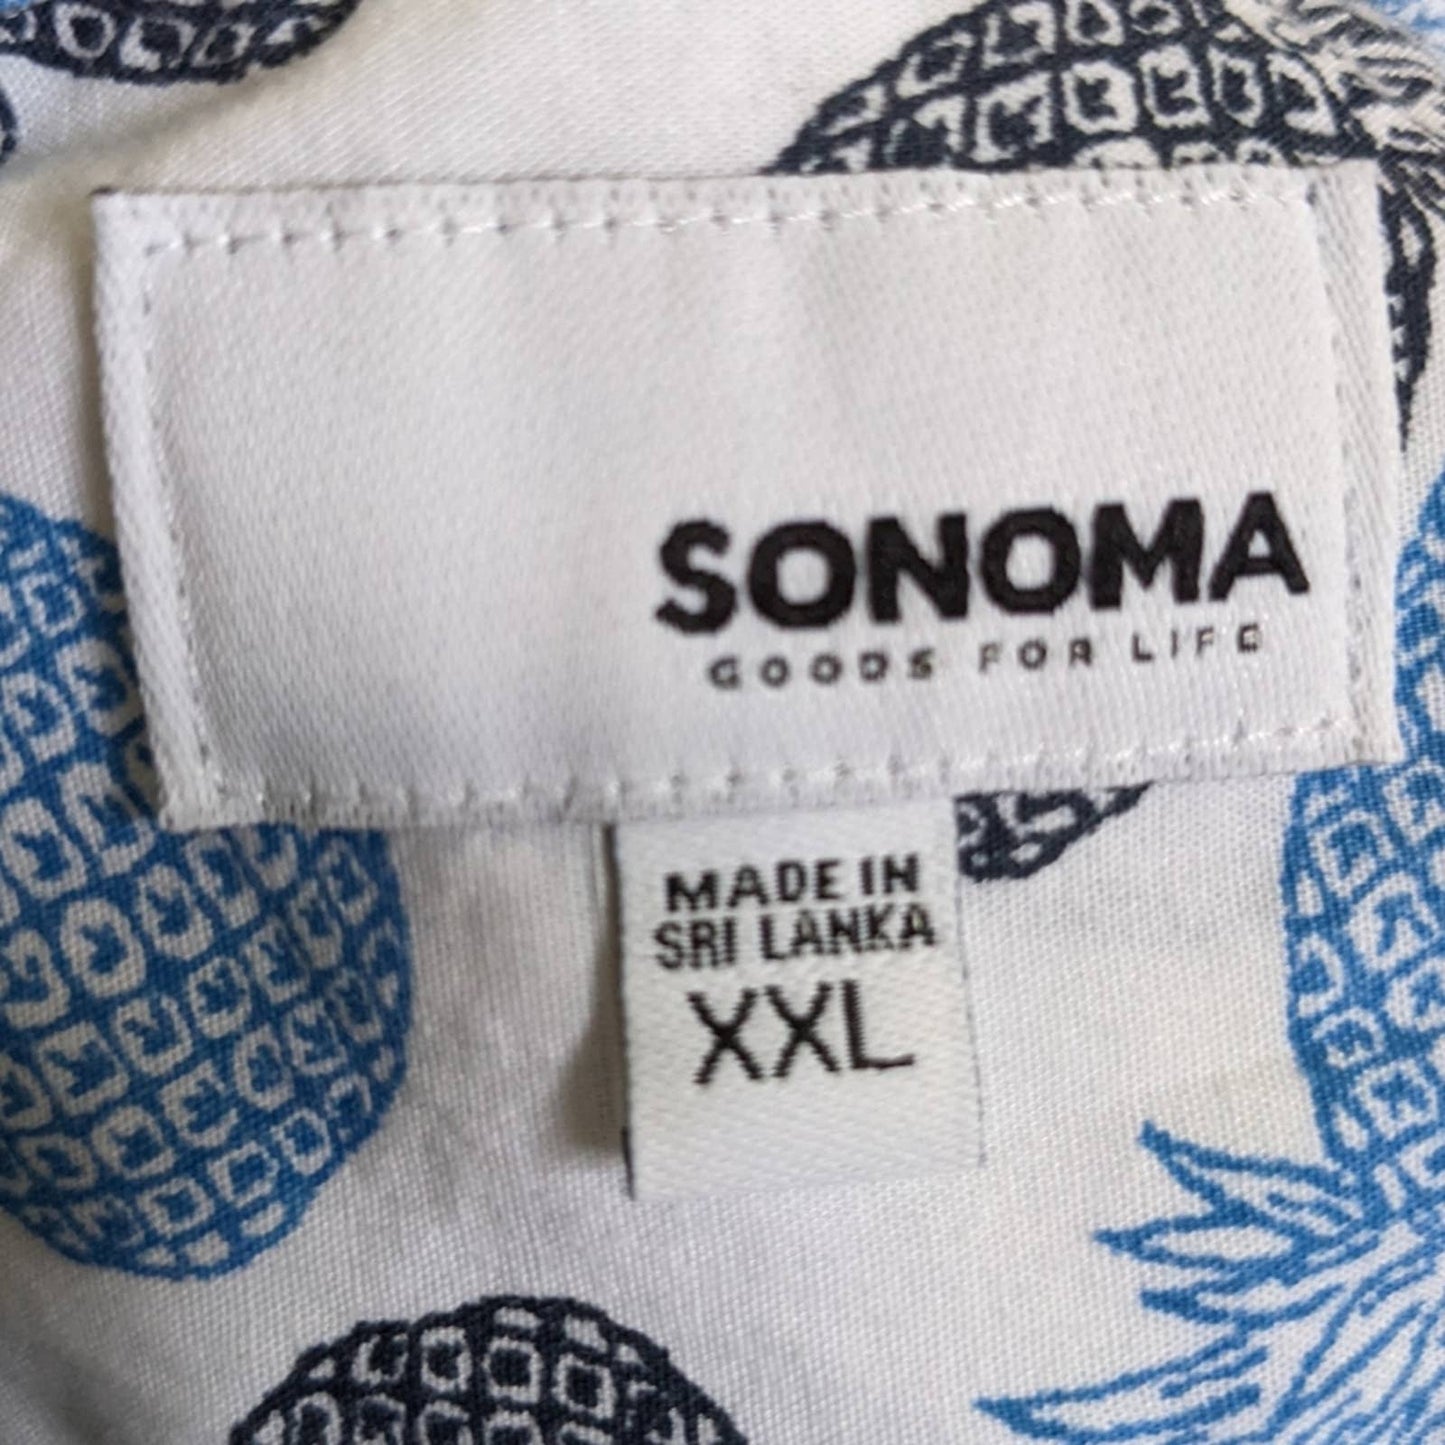 SONOMA
GOODS FOR LIFE
MADE IN
SRI LANKA
XXL